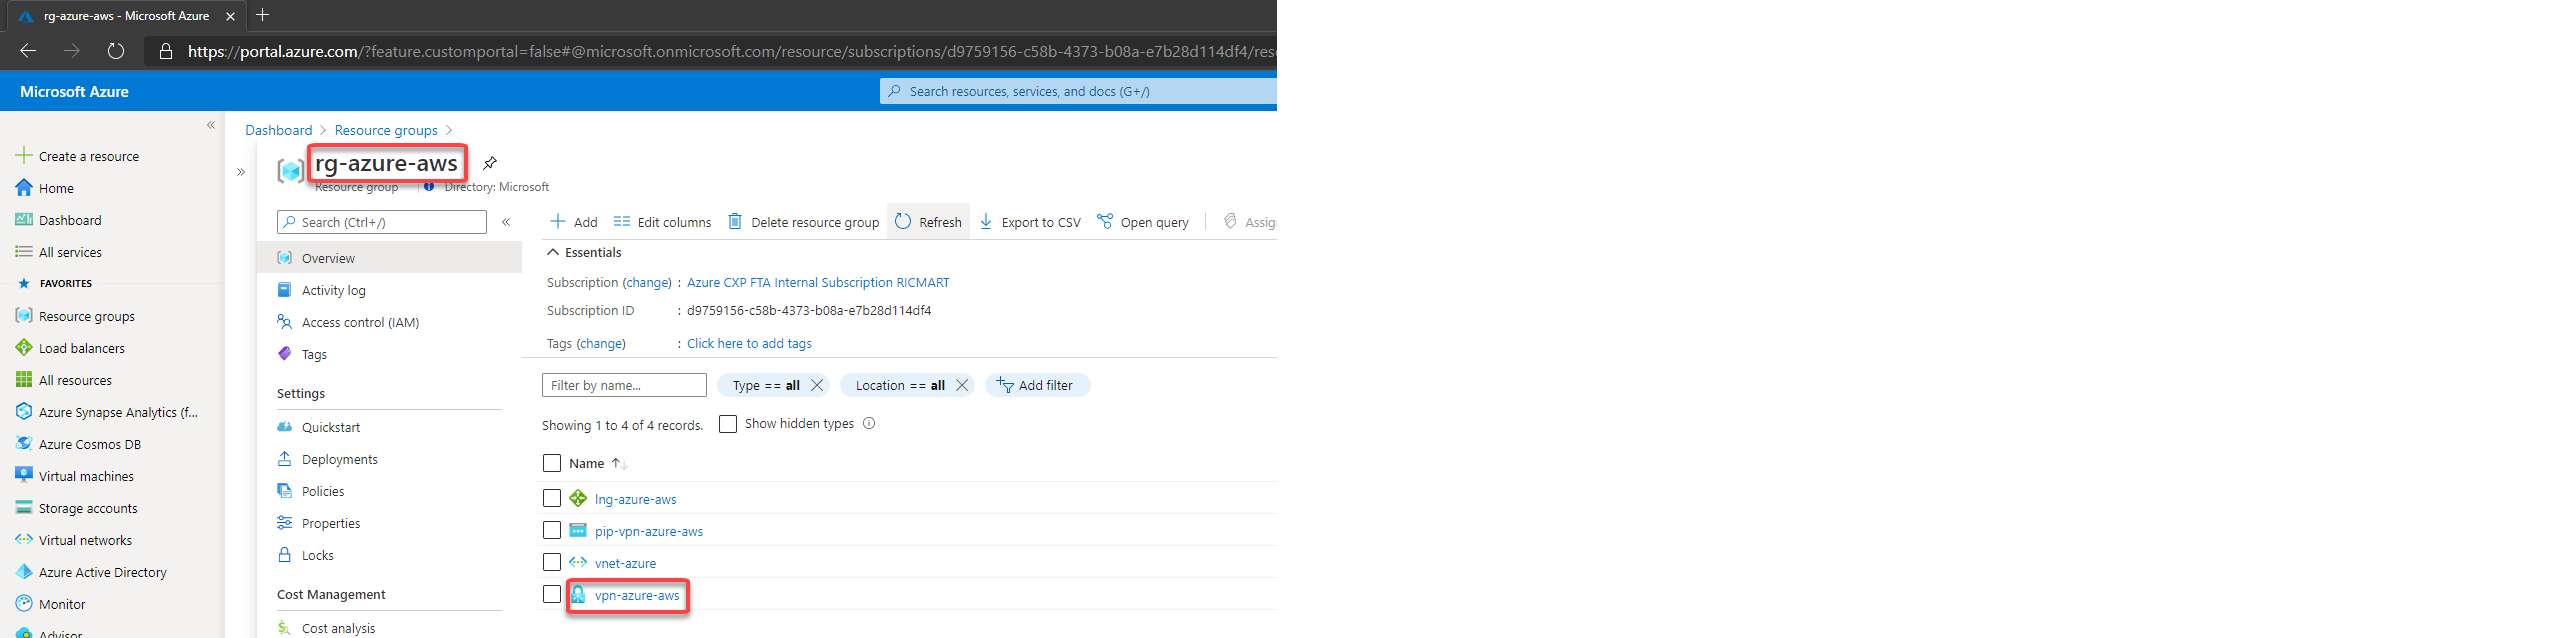 rg-azure-aws - Microsoft Azure
https://portal.azure.com/?feature.customportal=false#@microsoft.onmicrosoft.com/resource/subscriptions/d9759156-c58b-4373-b08a-e7b28d114df4/res
Microsoft Azure
Search resources, services, and docs (G+/)
Create a resource
Home
Dashboard
All services
FAVORITES
Resource groups
Load balancers
All resources
Azure Synapse Analytics (f...
Azure Cosmos DB
Virtual machines
Storage accounts
Virtual networks
Azure Active Directory
Monitor
Advisor
Dashboard > Resource groups >
rg-azure-aws
Resource group Directory: Microsoft
Search (Ctrl+/)
Overview
Activity log
Access control (IAM)
Tags
Settings
Quickstart
Deployments
Policies
Properties
Locks
Cost Management
Cost analysis
Add Edit columns Delete resource group Refresh Export to CSV Open query Assig
Essentials
Subscription (change) : Azure CXP FTA Internal Subscription RICMART
Subscription ID : d9759156-c58b-4373-b08a-e7b28d114df4
Tags (change) : Click here to add tags
Filter by name... Type == all Location == all Add filter
Showing 1 to 4 of 4 records. Show hidden types
Name
lng-azure-aws
pip-vpn-azure-aws
vnet-azure
vpn-azure-aws